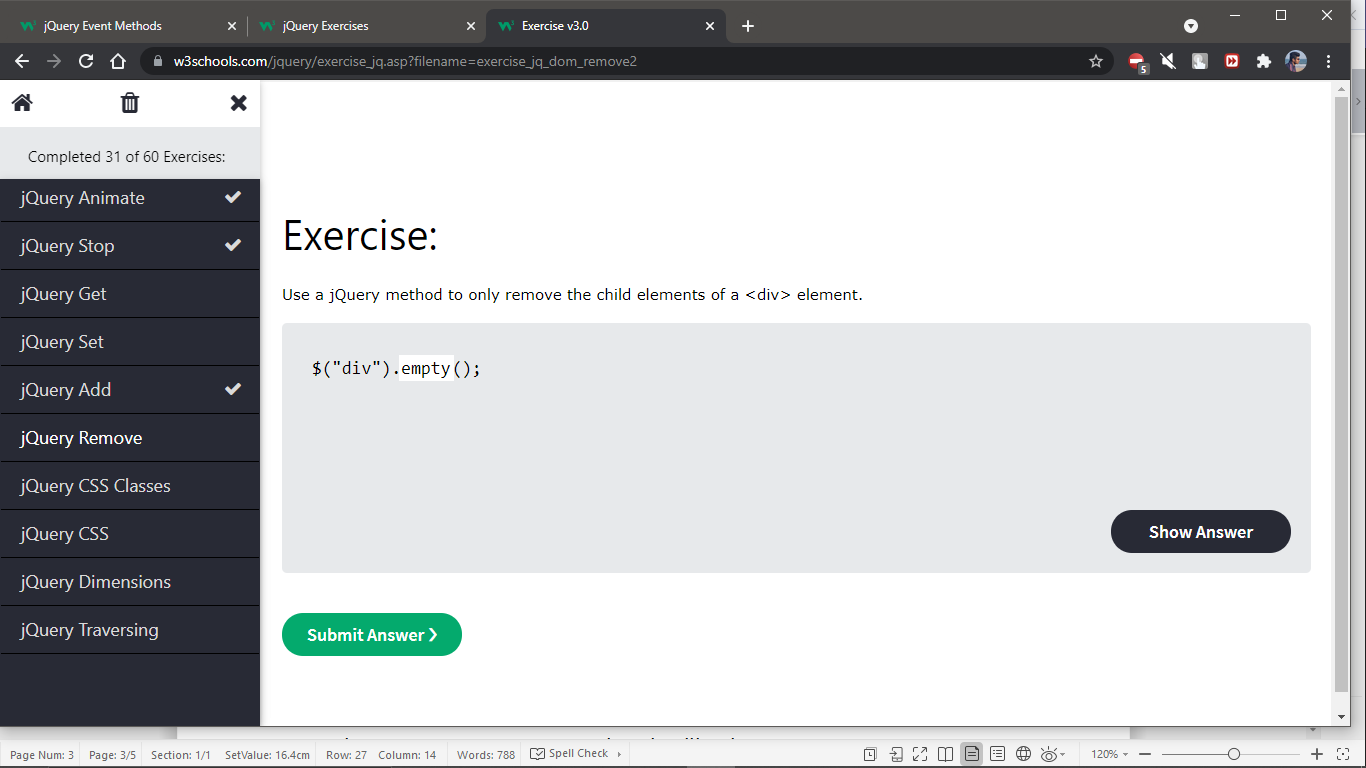 jQuery Event Methods
jQuery Exercises
Exercise v3.0
w3schools.com/jquery/exercise_jq.asp?filename=exercise_jq_dom_remove2
5
Completed 31 of 60 Exercises:
jQuery Animate
jQuery Stop
jQuery Get
jQuery Set
jQuery Add
jQuery Remove
jQuery CSS Classes
jQuery CSS
jQuery Dimensions
jQuery Traversing
Exercise:
Use a jQuery method to only remove the child elements of a <div> element.
$("div").empty();
Show Answer
Submit Answer ❯
Page Num: 3 Page: 3/5 Section: 1/1 SetValue: 16.4cm Row: 27 Column: 14 Words: 788 Spell Check 120%